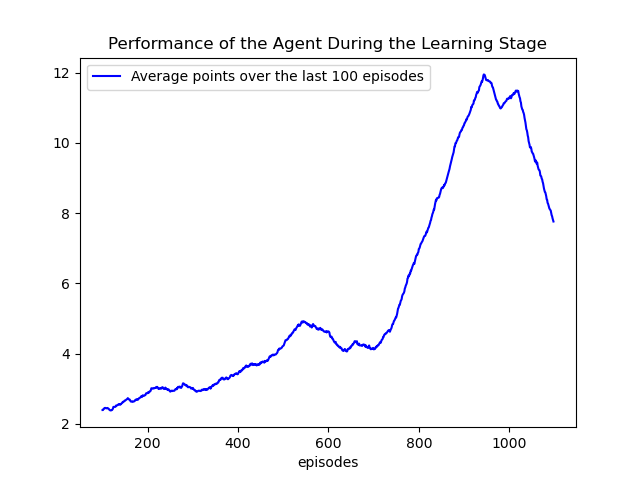 Performance of the Agent During the Learning Stage
Average points over the last 100 episodes
12
10
8
6
4
2
200 400 600 800 1000
episodes